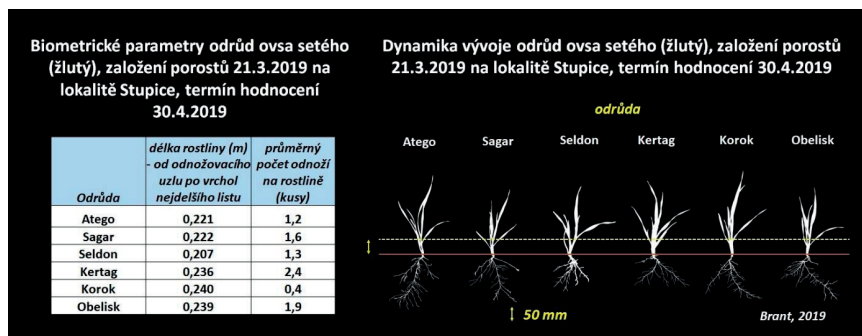 Biometrické parametry odrůd ovsa setého
(žlutý), založení porostů 21.3.2019 na
lokalitě Stupice, termín hodnocení
30.4.2019
Odrůda délka rostliny (m) - od odnožovacího uzlu po vrchol nejdelšího listu průměrný počet odnoží na rostlině (kusy)
Atego 0,221 1,2
Sagar 0,222 1,6
Seldon 0,207 1,3
Kertag 0,236 2,4
Korok 0,240 0,4
Obelisk 0,239 1,9
Dynamika vývoje odrůd ovsa setého (žlutý), založení porostů
21.3.2019 na lokalitě Stupice, termín hodnocení 30.4.2019
odrůda
Atego Sagar Seldon Kertag Korok Obelisk
50 mm
Brant, 2019